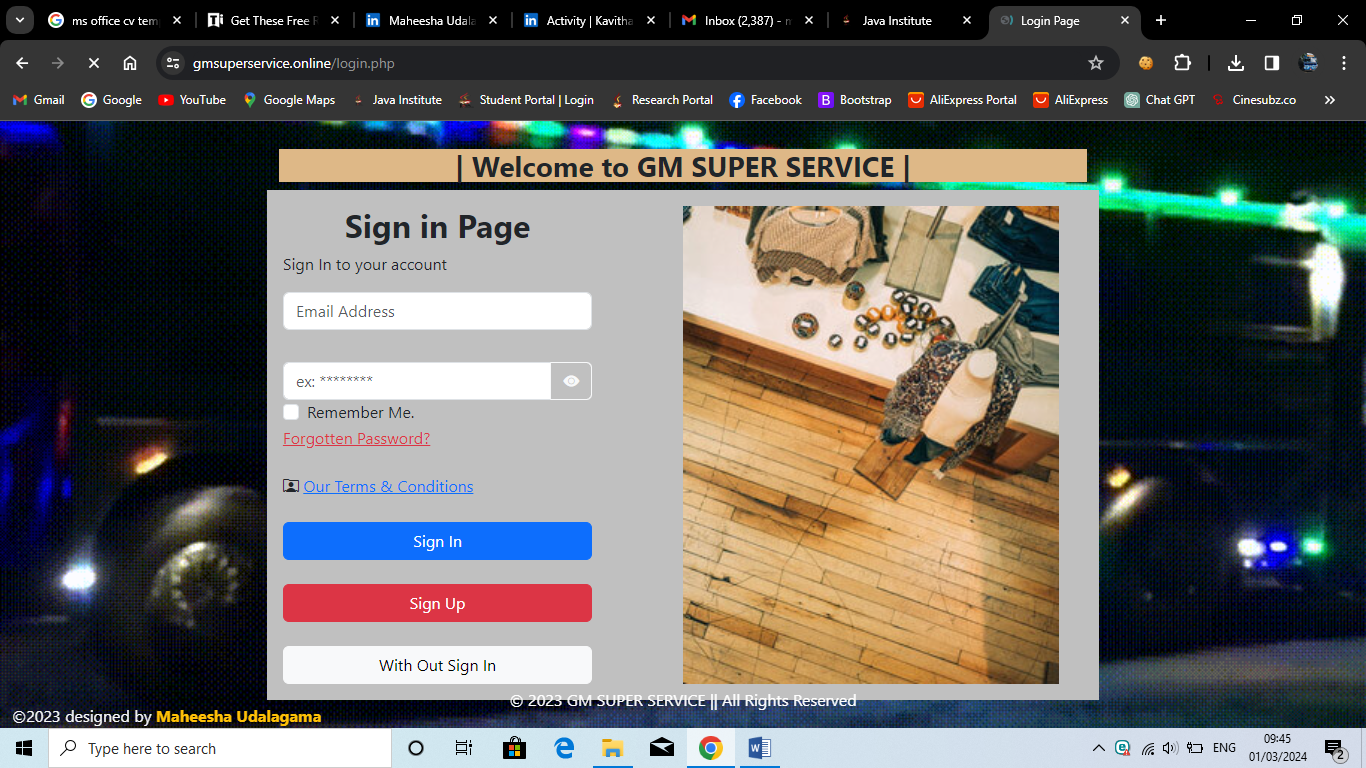 ms office cv tem
Get These Free R
Maheesha Udala
Activity | Kavitha
Inbox (2,387) - m
Java Institute
Login Page
gmsuperservice.online/login.php
Gmail
Google
YouTube
Google Maps
Java Institute
Student Portal | Login
Research Portal
Facebook
Bootstrap
AliExpress Portal
AliExpress
Chat GPT
Cinesubz.co
| Welcome to GM SUPER SERVICE |
Sign in Page
Sign In to your account
Email Address
ex: ********
Remember Me.
Forgotten Password?
Our Terms & Conditions
Sign In
Sign Up
With Out Sign In
© 2023 GM SUPER SERVICE || All Rights Reserved
©2023 designed by Maheesha Udalagama
Type here to search
ENG
09:45
01/03/2024
2